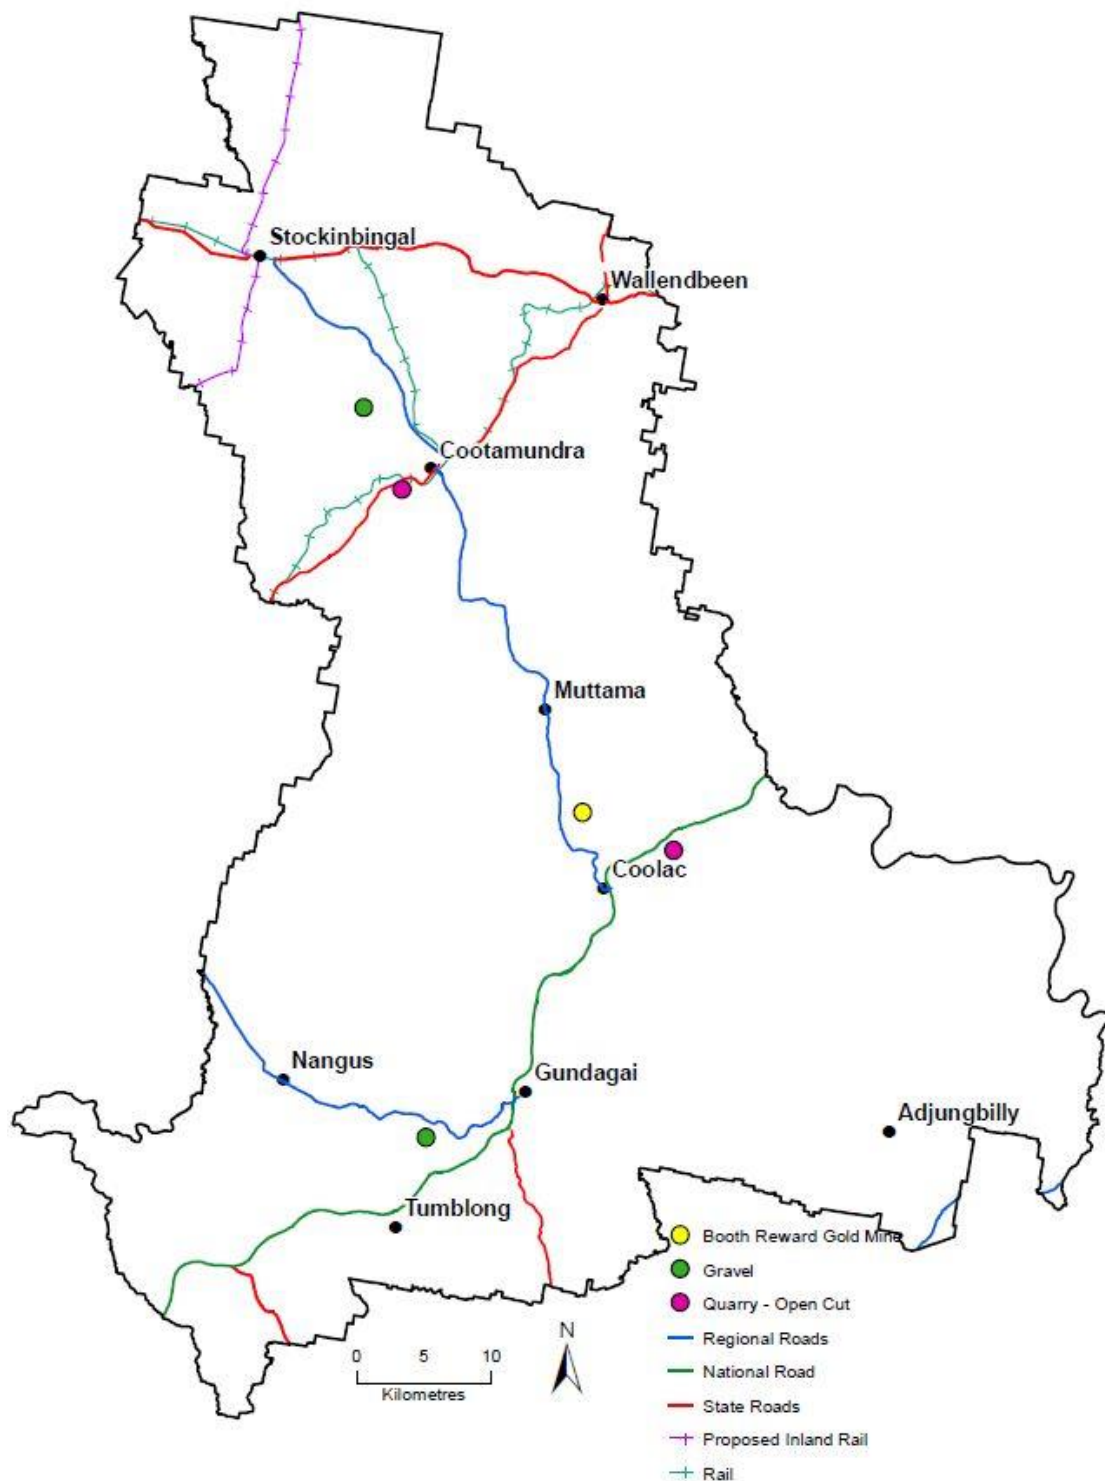 Stockinbingal
Wallendbeen
Cootamundra
Muttama
Coolac
Nangus
Gundagai
Adjungbilly
Tumblong
Booth Reward Gold Mine
Gravel
Quarry - Open Cut
Regional Roads
National Road
State Roads
Proposed Inland Rail
Rail
N
0 5 10
Kilometres